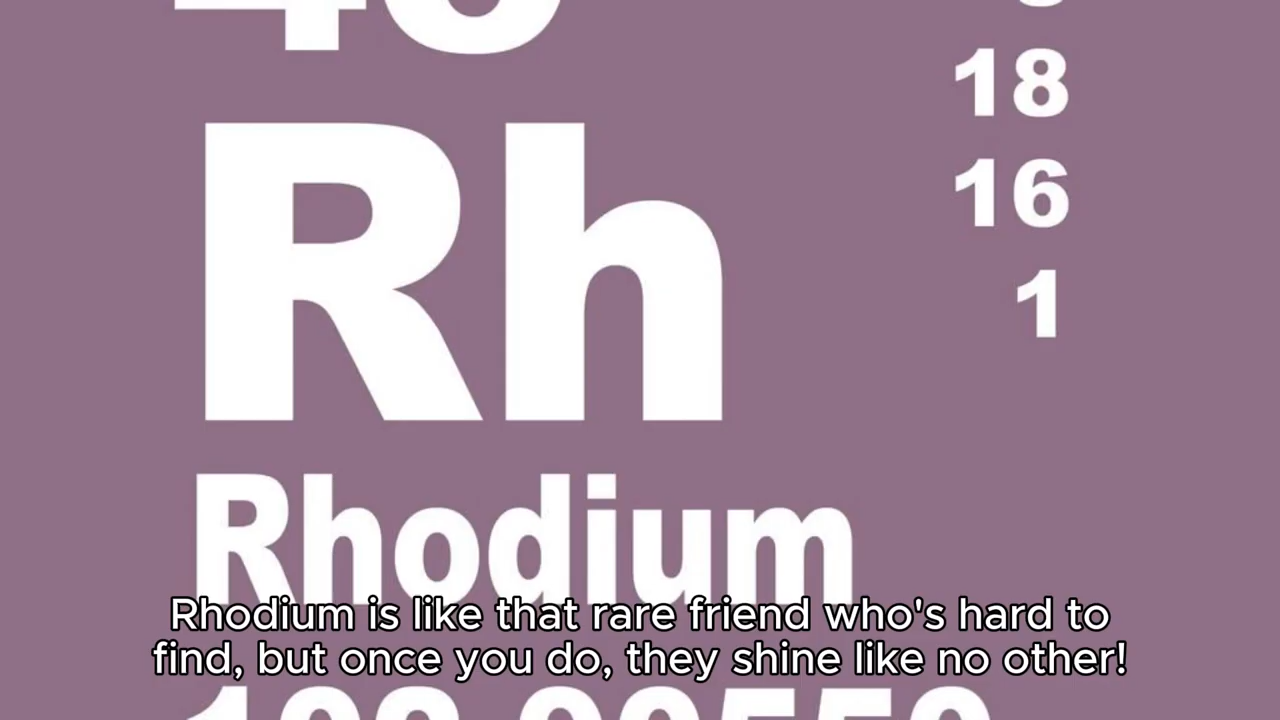 18
Rh
16
1
Rhodium
Rhodium is like that rare friend who's hard to
find, but once you do, they shine like no other!